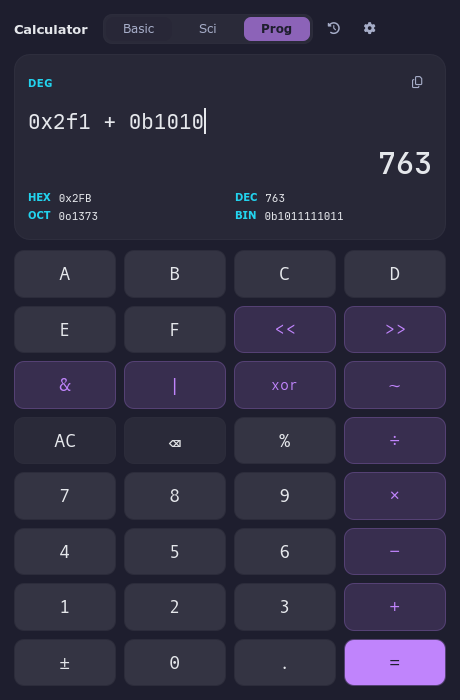 Calculator Basic Sci Prog
DEG
0x2f1 + 0b1010
763
HEX 0x2FB DEC 763
OCT 0o1373 BIN 0b1011111011
A B C D
E F << >>
& | xor ~
AC ⌫ % ÷
7 8 9 ×
4 5 6 −
1 2 3 +
± 0 . =